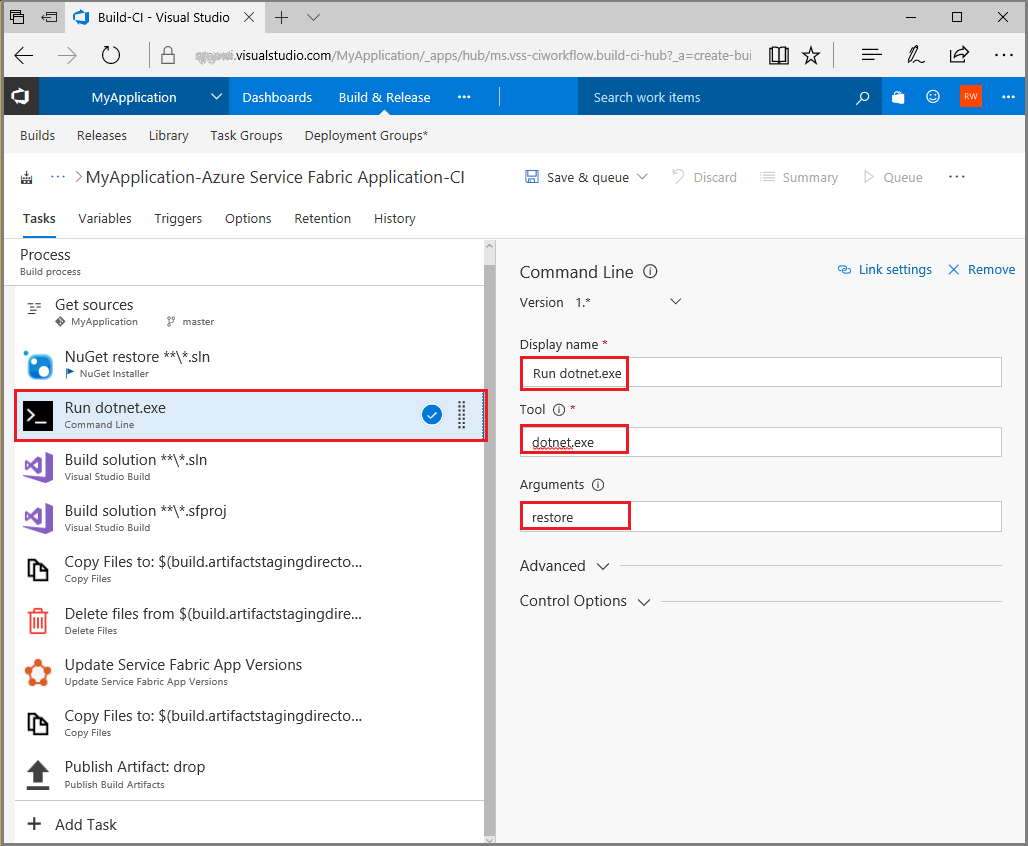 Build-CI - Visual Studio
.visualstudio.com/MyApplication/_apps/hub/ms.vss-ciworkflow.build-ci-hub?_a=create-bui
MyApplication Dashboards Build & Release ··· Search work items RW ···
Builds Releases Library Task Groups Deployment Groups*
··· > MyApplication-Azure Service Fabric Application-CI Save & queue Discard Summary Queue ···
Tasks Variables Triggers Options Retention History
Process
Build process
Get sources
MyApplication master
NuGet restore **\*.sln
NuGet Installer
Run dotnet.exe
Command Line
Build solution **\*.sln
Visual Studio Build
Build solution **\*.sfproj
Visual Studio Build
Copy Files to: $(build.artifactstagingdirecto...
Copy Files
Delete files from $(build.artifactstagingdire...
Delete Files
Update Service Fabric App Versions
Update Service Fabric App Versions
Copy Files to: $(build.artifactstagingdirecto...
Copy Files
Publish Artifact: drop
Publish Build Artifacts
+ Add Task
Command Line Link settings Remove
Version 1.*
Display name *
Run dotnet.exe
Tool *
dotnet.exe
Arguments
restore
Advanced
Control Options